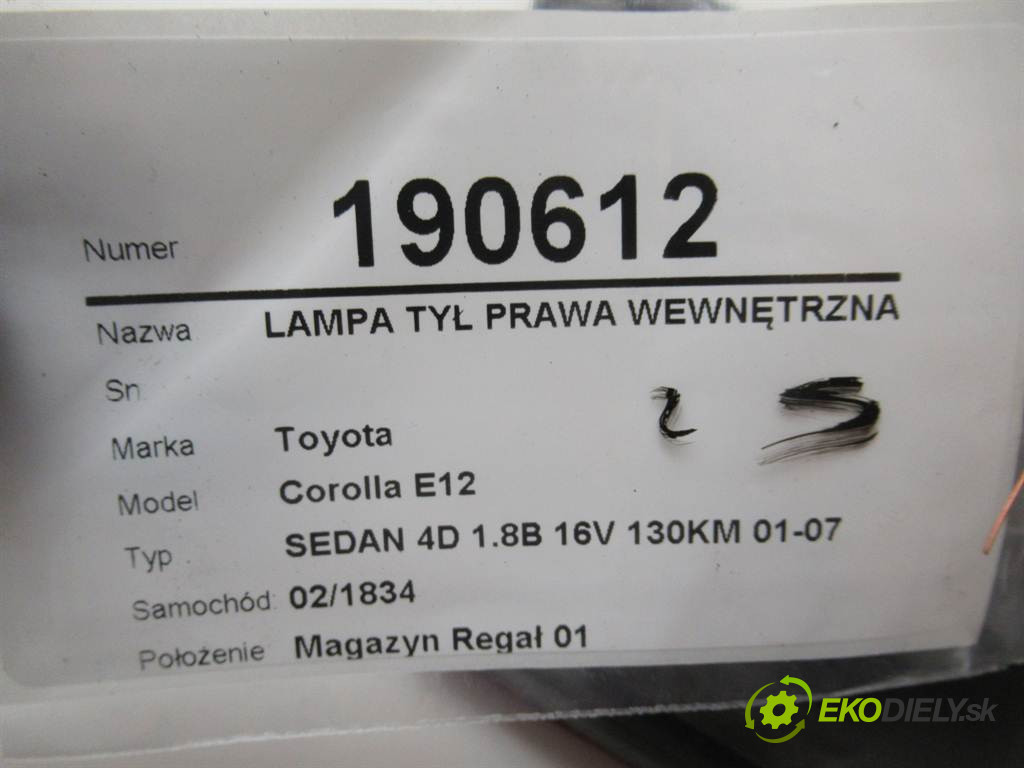 Numer 190612
Nazwa LAMPA TYŁ PRAWA WEWNĘTRZNA
Sn
Marka Toyota
Model Corolla E12
Typ SEDAN 4D 1.8B 16V 130KM 01-07
Samochód: 02/1834
Położenie Magazyn Regał 01
EKODIELY.sk